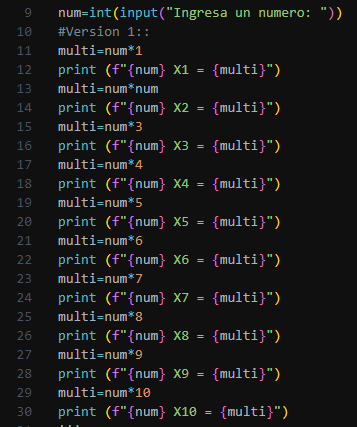 9 num=int(input("Ingresa un numero: "))
10 #Version 1::
11 multi=num*1
12 print (f"{num} X1 = {multi}")
13 multi=num*num
14 print (f"{num} X2 = {multi}")
15 multi=num*3
16 print (f"{num} X3 = {multi}")
17 multi=num*4
18 print (f"{num} X4 = {multi}")
19 multi=num*5
20 print (f"{num} X5 = {multi}")
21 multi=num*6
22 print (f"{num} X6 = {multi}")
23 multi=num*7
24 print (f"{num} X7 = {multi}")
25 multi=num*8
26 print (f"{num} X8 = {multi}")
27 multi=num*9
28 print (f"{num} X9 = {multi}")
29 multi=num*10
30 print (f"{num} X10 = {multi}")